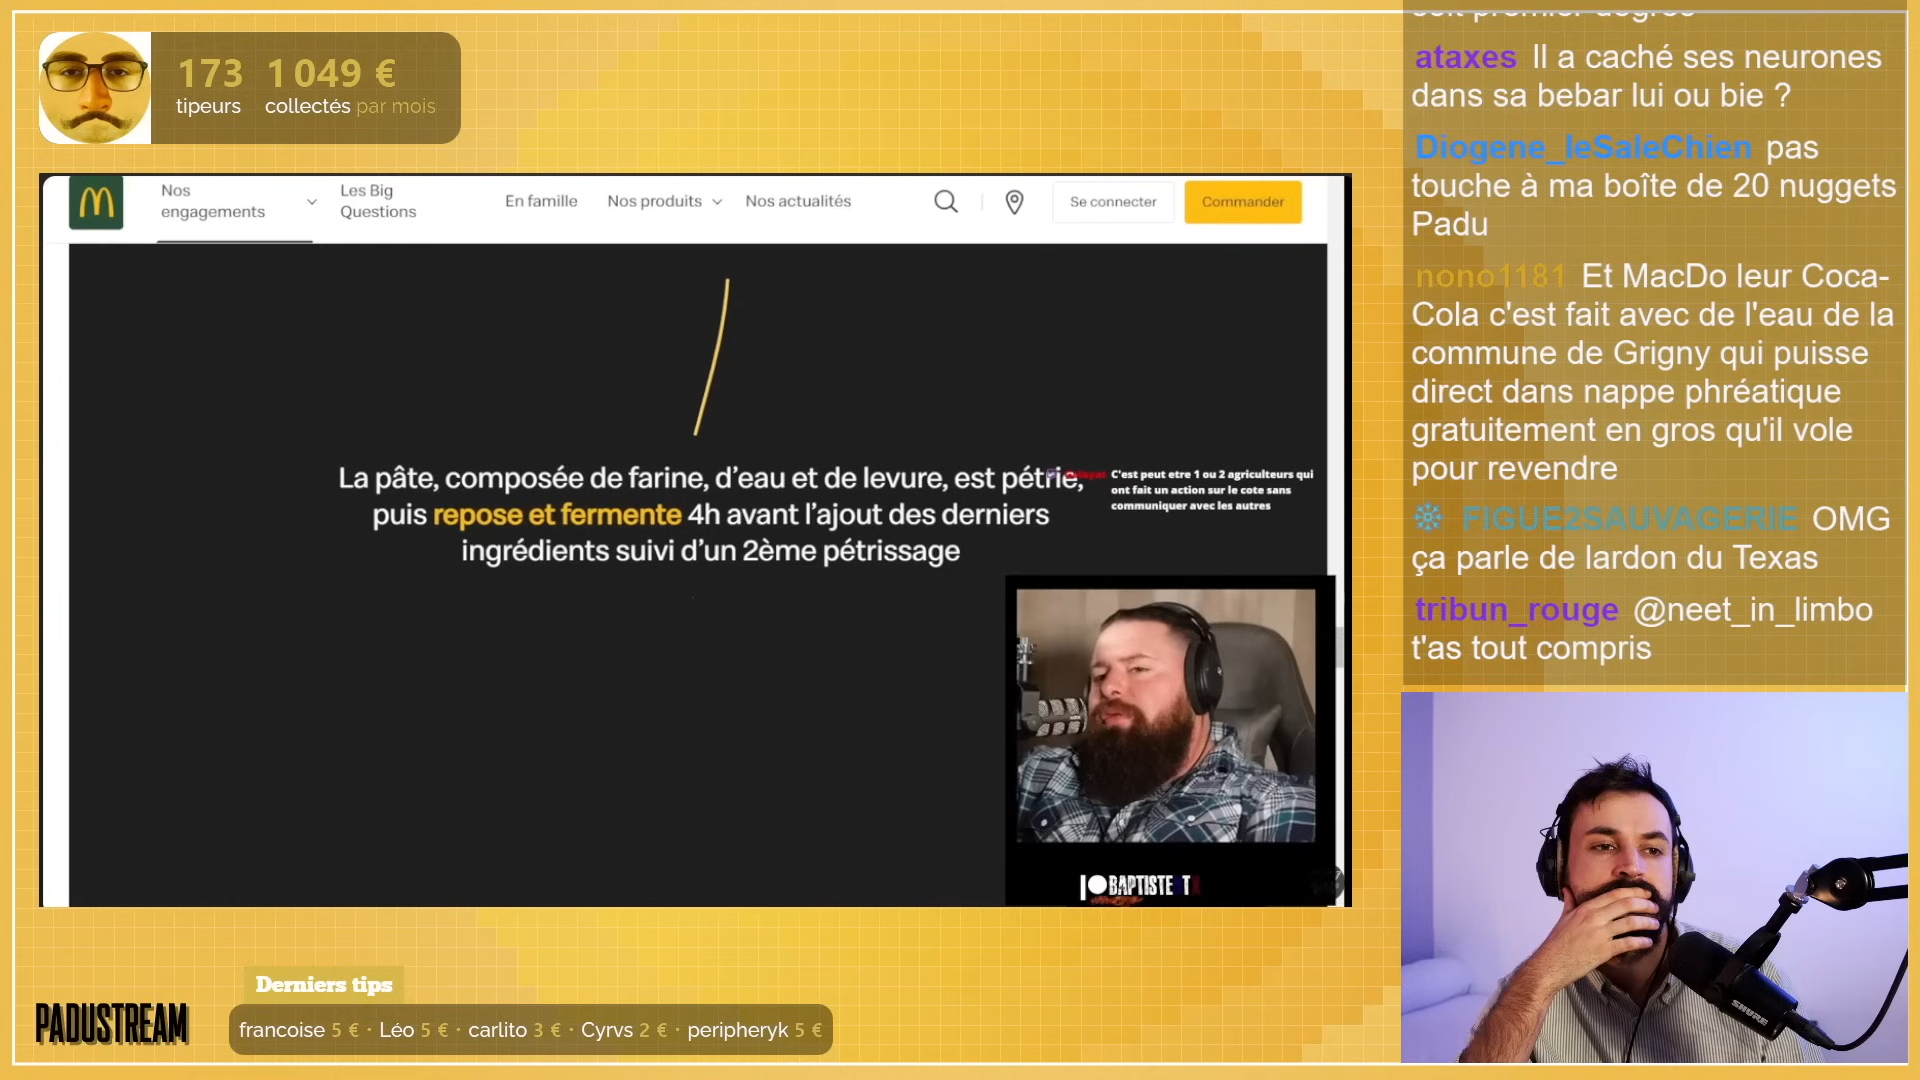 173 1 049 €
tipeurs collectés par mois
Nos engagements
Les Big Questions
En famille
Nos produits
Nos actualités
Se connecter
Commander
La pâte, composée de farine, d'eau et de levure, est pétrie,
puis repose et fermente 4h avant l'ajout des derniers
ingrédients suivi d'un 2ème pétrissage
C'est peut etre 1 ou 2 agriculteurs qui
ont fait un action sur le cote sans
communiquer avec les autres
BAPTISTE TX
Derniers tips
PADUSTREAM
francoise 5 € · Léo 5 € · carlito 3 € · Cyrvs 2 € · peripheryk 5 €
soit premier degré
ataxes Il a caché ses neurones
dans sa bebar lui ou bie ?
Diogene_leSaleChien pas
touche à ma boîte de 20 nuggets
Padu
nono1181 Et MacDo leur Coca-
Cola c'est fait avec de l'eau de la
commune de Grigny qui puisse
direct dans nappe phréatique
gratuitement en gros qu'il vole
pour revendre
FIGUE2SAUVAGERIE OMG
ça parle de lardon du Texas
tribun_rouge @neet_in_limbo
t'as tout compris
SHURE